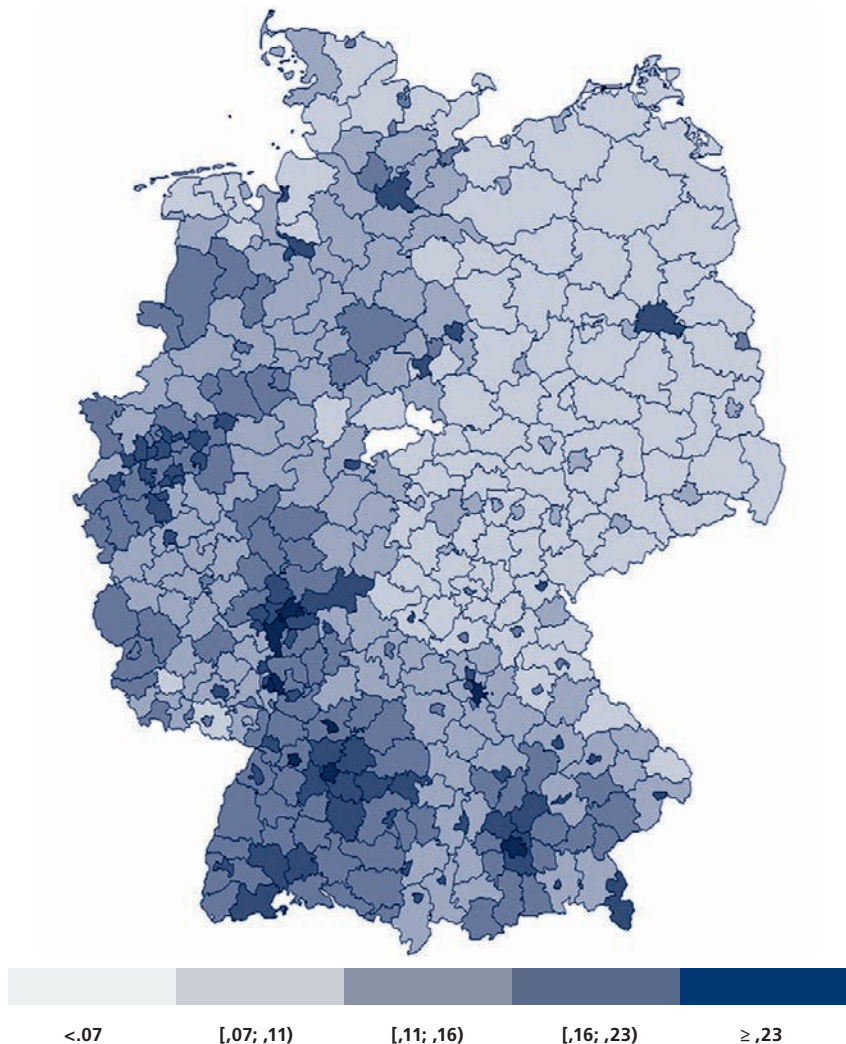 <.07 [,07; ,11) [,11; ,16) [,16; ,23) ≥ ,23